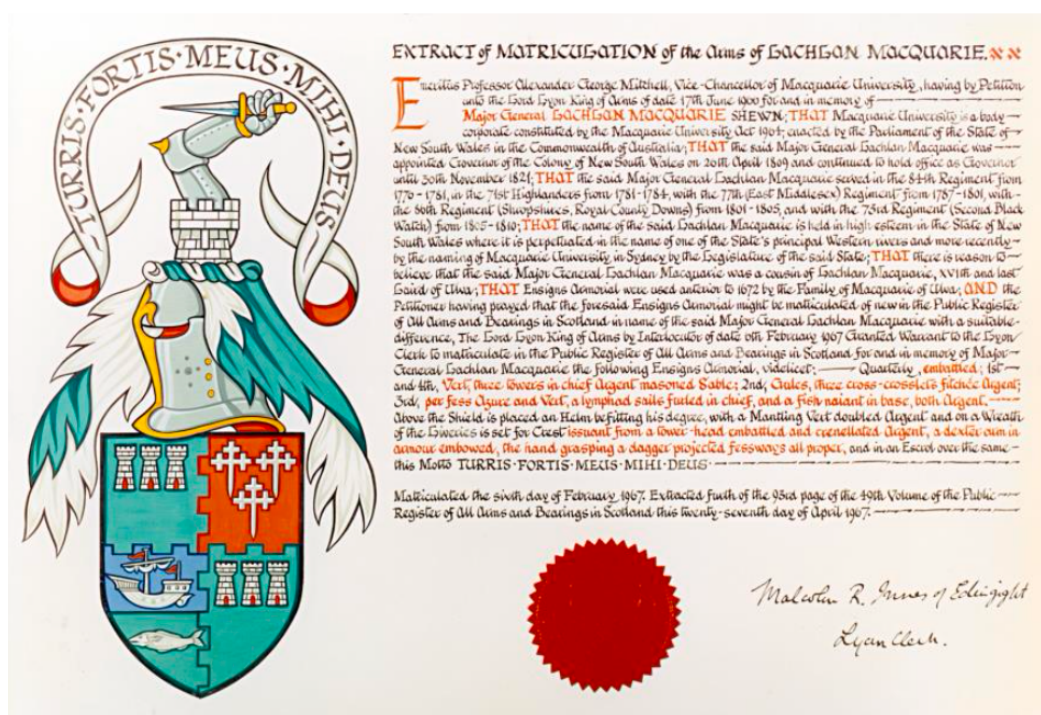 TURRIS·FORTIS·MEUS·MIHI·DEUS
EXTRACT of MATRICULATION of the Arms of LACHLAN MACQUARIE.
Emeritus Professor Alexander George Mitchell, Vice-Chancellor of Macquarie University, having by Petition
unto the Lord Lyon King of Arms of date 17th June for and in memory of
Major General LACHLAN MACQUARIE SHEWN; THAT Macquarie University is a body
corporate constituted by the Macquarie University Act enacted by the Parliament of the State of
New South Wales in the Commonwealth of Australia; THAT the said Major General Lachlan Macquarie was
appointed Governor of the Colony of New South Wales on April 1809 and continued to hold office as Governor
until 30th November 1821; THAT the said Major General Lachlan Macquarie served in the 84th Regiment from
1776 - 1781, in the 71st Highlanders from 1781-1784, with the 77th (East Middlesex) Regiment from 1787-1801, with
the 86th Regiment (Shropshires, Royal County Downs) from 1801 - 1805, and with the 73rd Regiment (Second Black
Watch) from 1805 - 1810; THAT the name of the said Lachlan Macquarie is held in high esteem in the State of New
South Wales where it is perpetuated in the name of one of the State's principal Western rivers and more recently
by the naming of Macquarie University in Sydney by the Legislature of the said State; THAT there is reason to
believe that the said Major General Lachlan Macquarie was a cousin of Lachlan Macquarie, XVIth and last
Laird of Ulva; THAT Ensigns Armorial were used anterior to 1672 by the Family of Macquarie of Ulva; AND the
Petitioner having prayed that the foresaid Ensigns Armorial might be matriculated of new in the Public Register
of All Arms and Bearings in Scotland in name of the said Major General Lachlan Macquarie with a suitable
difference, The Lord Lyon King of Arms by Interlocutor of date 6th February 1967 Granted Warrant to the Lyon
Clerk to matriculate in the Public Register of All Arms and Bearings in Scotland for and in memory of Major
General Lachlan Macquarie the following Ensigns Armorial, videlicet: Quarterly, embattled; 1st
and 4th, Vert, three towers in chief Argent masoned Sable; 2nd, Gules, three cross-crosslets fitchée Argent;
3rd, per fess Azure and Vert, a lymphad sails furled in chief, and a fish naiant in base, both Argent.
Above the Shield is placed an Helm befitting his degree, with a Mantling Vert doubled Argent and on a Wreath
of the Liveries is set for Crest issuant from a tower-head embattled and crenellated Argent, a dexter arm in
armour embowed, the hand grasping a dagger projected fessways all proper, and in an Escrol over the same
this Motto TURRIS·FORTIS·MEUS·MIHI·DEUS·
Matriculated the sixth day of February 1967. Extracted furth of the 93rd page of the 49th Volume of the Public
Register of All Arms and Bearings in Scotland this twenty-seventh day of April 1967.
Malcolm R. Innes of Edingight
Lyon Clerk.